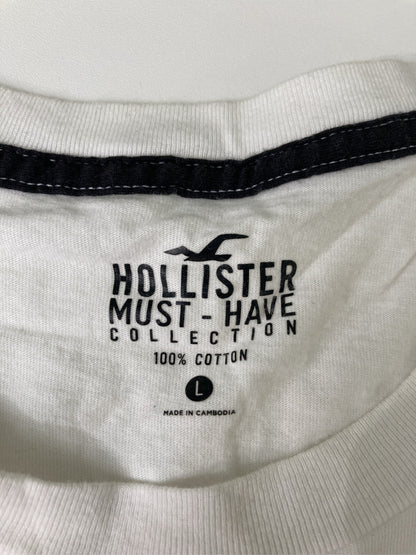 HOLLISTER
MUST - HAVE
COLLECTION
100% COTTON
L
MADE IN CAMBODIA